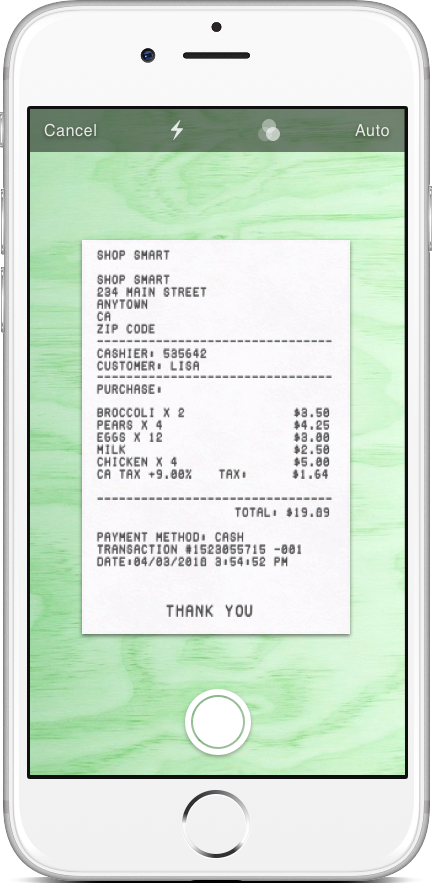 Cancel
Auto
SHOP SMART
SHOP SMART
234 MAIN STREET
ANYTOWN
CA
ZIP CODE
--------------------------------
CASHIER: 535642
CUSTOMER: LISA
--------------------------------
PURCHASE:
BROCCOLI X 2 $3.50
PEARS X 4 $4.25
EGGS X 12 $3.00
MILK $2.50
CHICKEN X 4 $5.00
CA TAX +9.00% TAX: $1.64
--------------------------------
TOTAL: $19.89
PAYMENT METHOD: CASH
TRANSACTION #1523055715 -001
DATE:04/03/2018 3:54:52 PM
THANK YOU